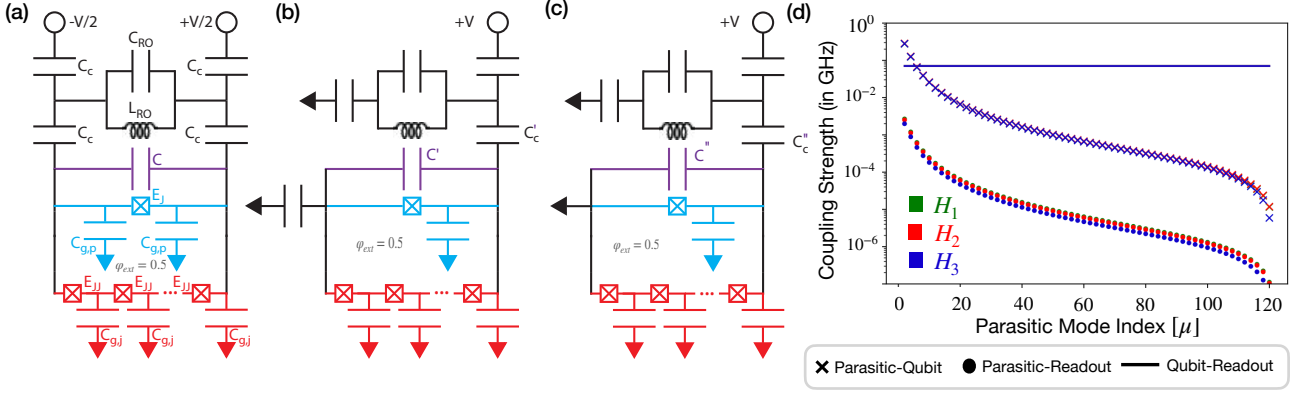 (a)
-V/2
+V/2
C_RO
C_c
C_c
L_RO
C_c
C_c
C
E_J
C_g,p
C_g,p
φ_ext = 0.5
E_JJ
E_JJ
E_JJ
...
C_g,j
C_g,j
C_g,j
(b)
+V
C_c'
C'
φ_ext = 0.5
...
(c)
+V
C_c"
C"
φ_ext = 0.5
...
(d)
Coupling Strength (in GHz)
10^0
10^-2
10^-4
10^-6
H_1
H_2
H_3
0 20 40 60 80 100 120
Parasitic Mode Index [μ]
Parasitic-Qubit Parasitic-Readout Qubit-Readout